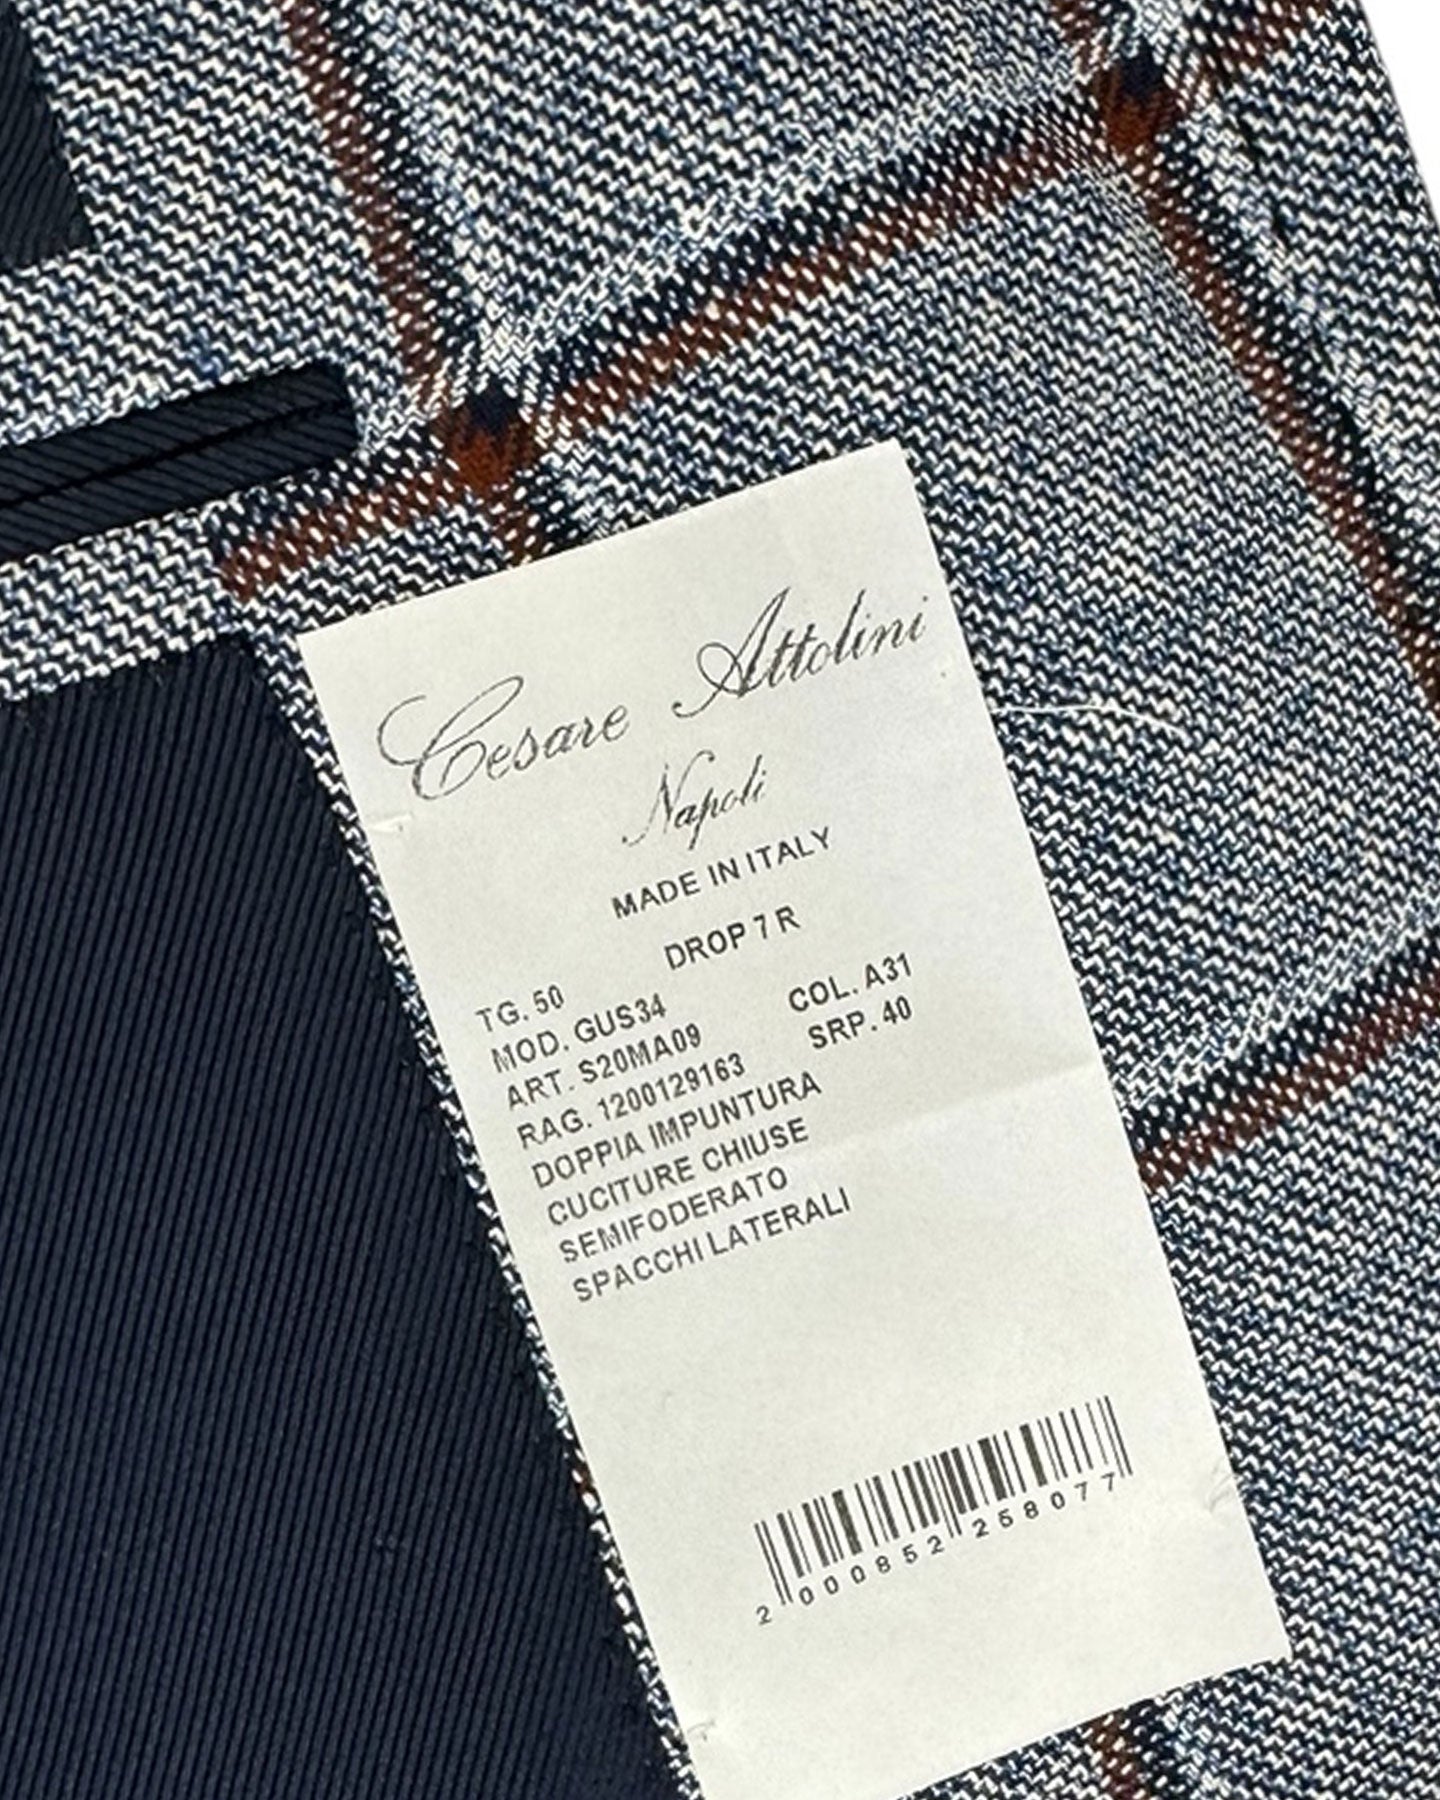 Cesare Attolini
Napoli
MADE IN ITALY
DROP 7 R
TG. 50
MOD. GUS34 COL. A31
ART. S20MA09 SRP. 40
RAG. 1200129163
DOPPIA IMPUNTURA
CUCITURE CHIUSE
SEMIFODERATO
SPACCHI LATERALI
2 000852 258077